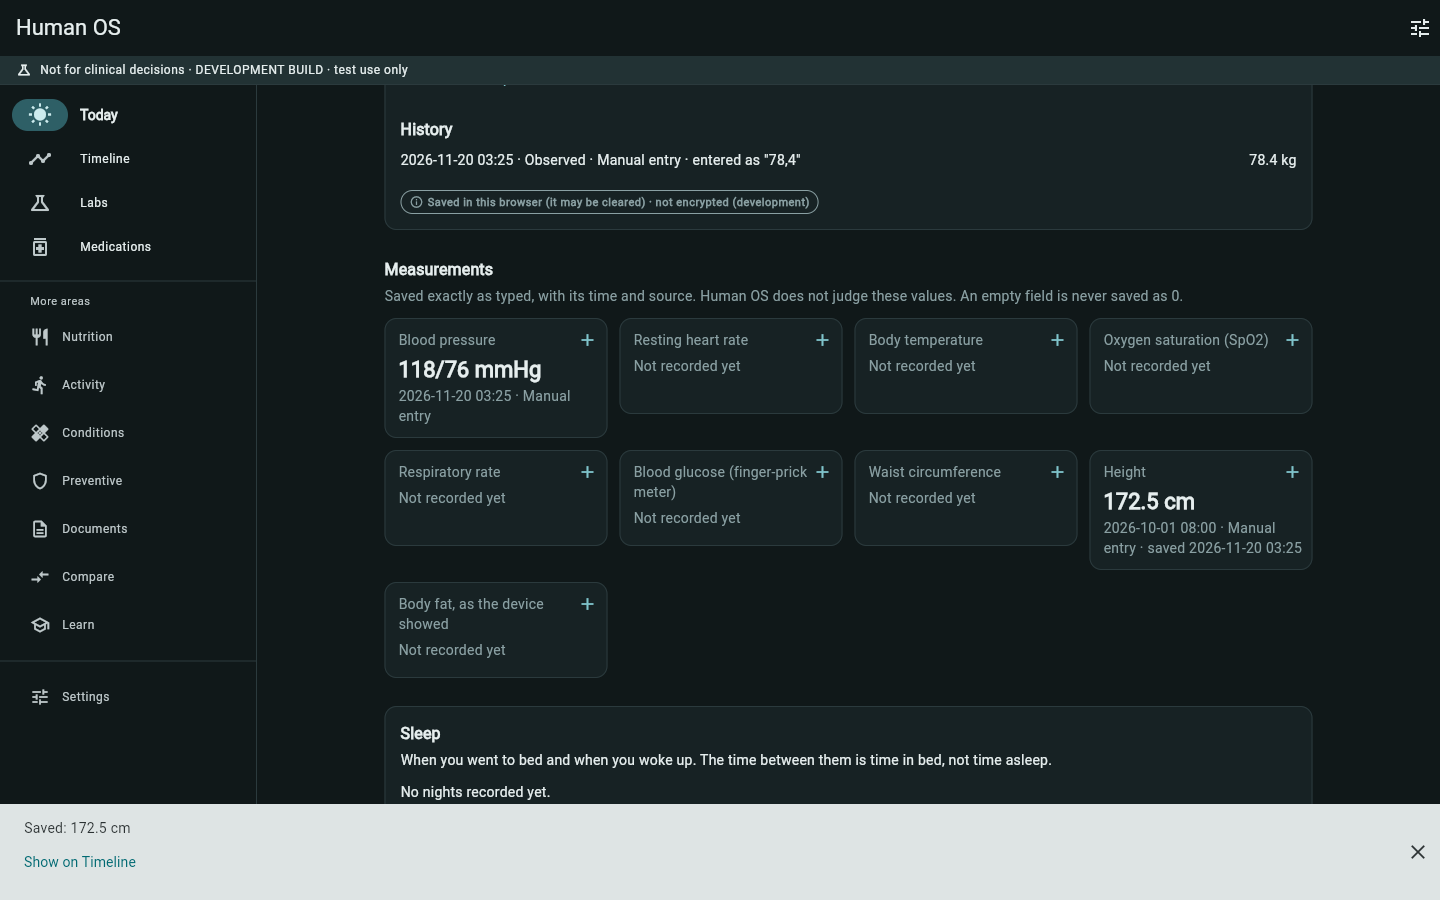 Human OS
Not for clinical decisions · DEVELOPMENT BUILD · test use only
Today
Timeline
Labs
Medications
More areas
Nutrition
Activity
Conditions
Preventive
Documents
Compare
Learn
Settings
History
2026-11-20 03:25 · Observed · Manual entry · entered as "78,4"
78.4 kg
Saved in this browser (it may be cleared) · not encrypted (development)
Measurements
Saved exactly as typed, with its time and source. Human OS does not judge these values. An empty field is never saved as 0.
Blood pressure
118/76 mmHg
2026-11-20 03:25 · Manual
entry
Resting heart rate
Not recorded yet
Body temperature
Not recorded yet
Oxygen saturation (SpO2)
Not recorded yet
Respiratory rate
Not recorded yet
Blood glucose (finger-prick
meter)
Not recorded yet
Waist circumference
Not recorded yet
Height
172.5 cm
2026-10-01 08:00 · Manual
entry · saved 2026-11-20 03:25
Body fat, as the device
showed
Not recorded yet
Sleep
When you went to bed and when you woke up. The time between them is time in bed, not time asleep.
No nights recorded yet.
Saved: 172.5 cm
Show on Timeline